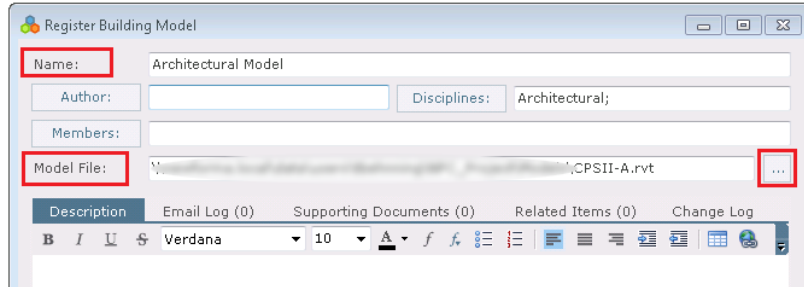 Register Building Model
Name: Architectural Model
Author: Disciplines: Architectural;
Members:
Model File: \CPSII-A.rvt ...
Description Email Log (0) Supporting Documents (0) Related Items (0) Change Log
B I U S Verdana 10 A f f